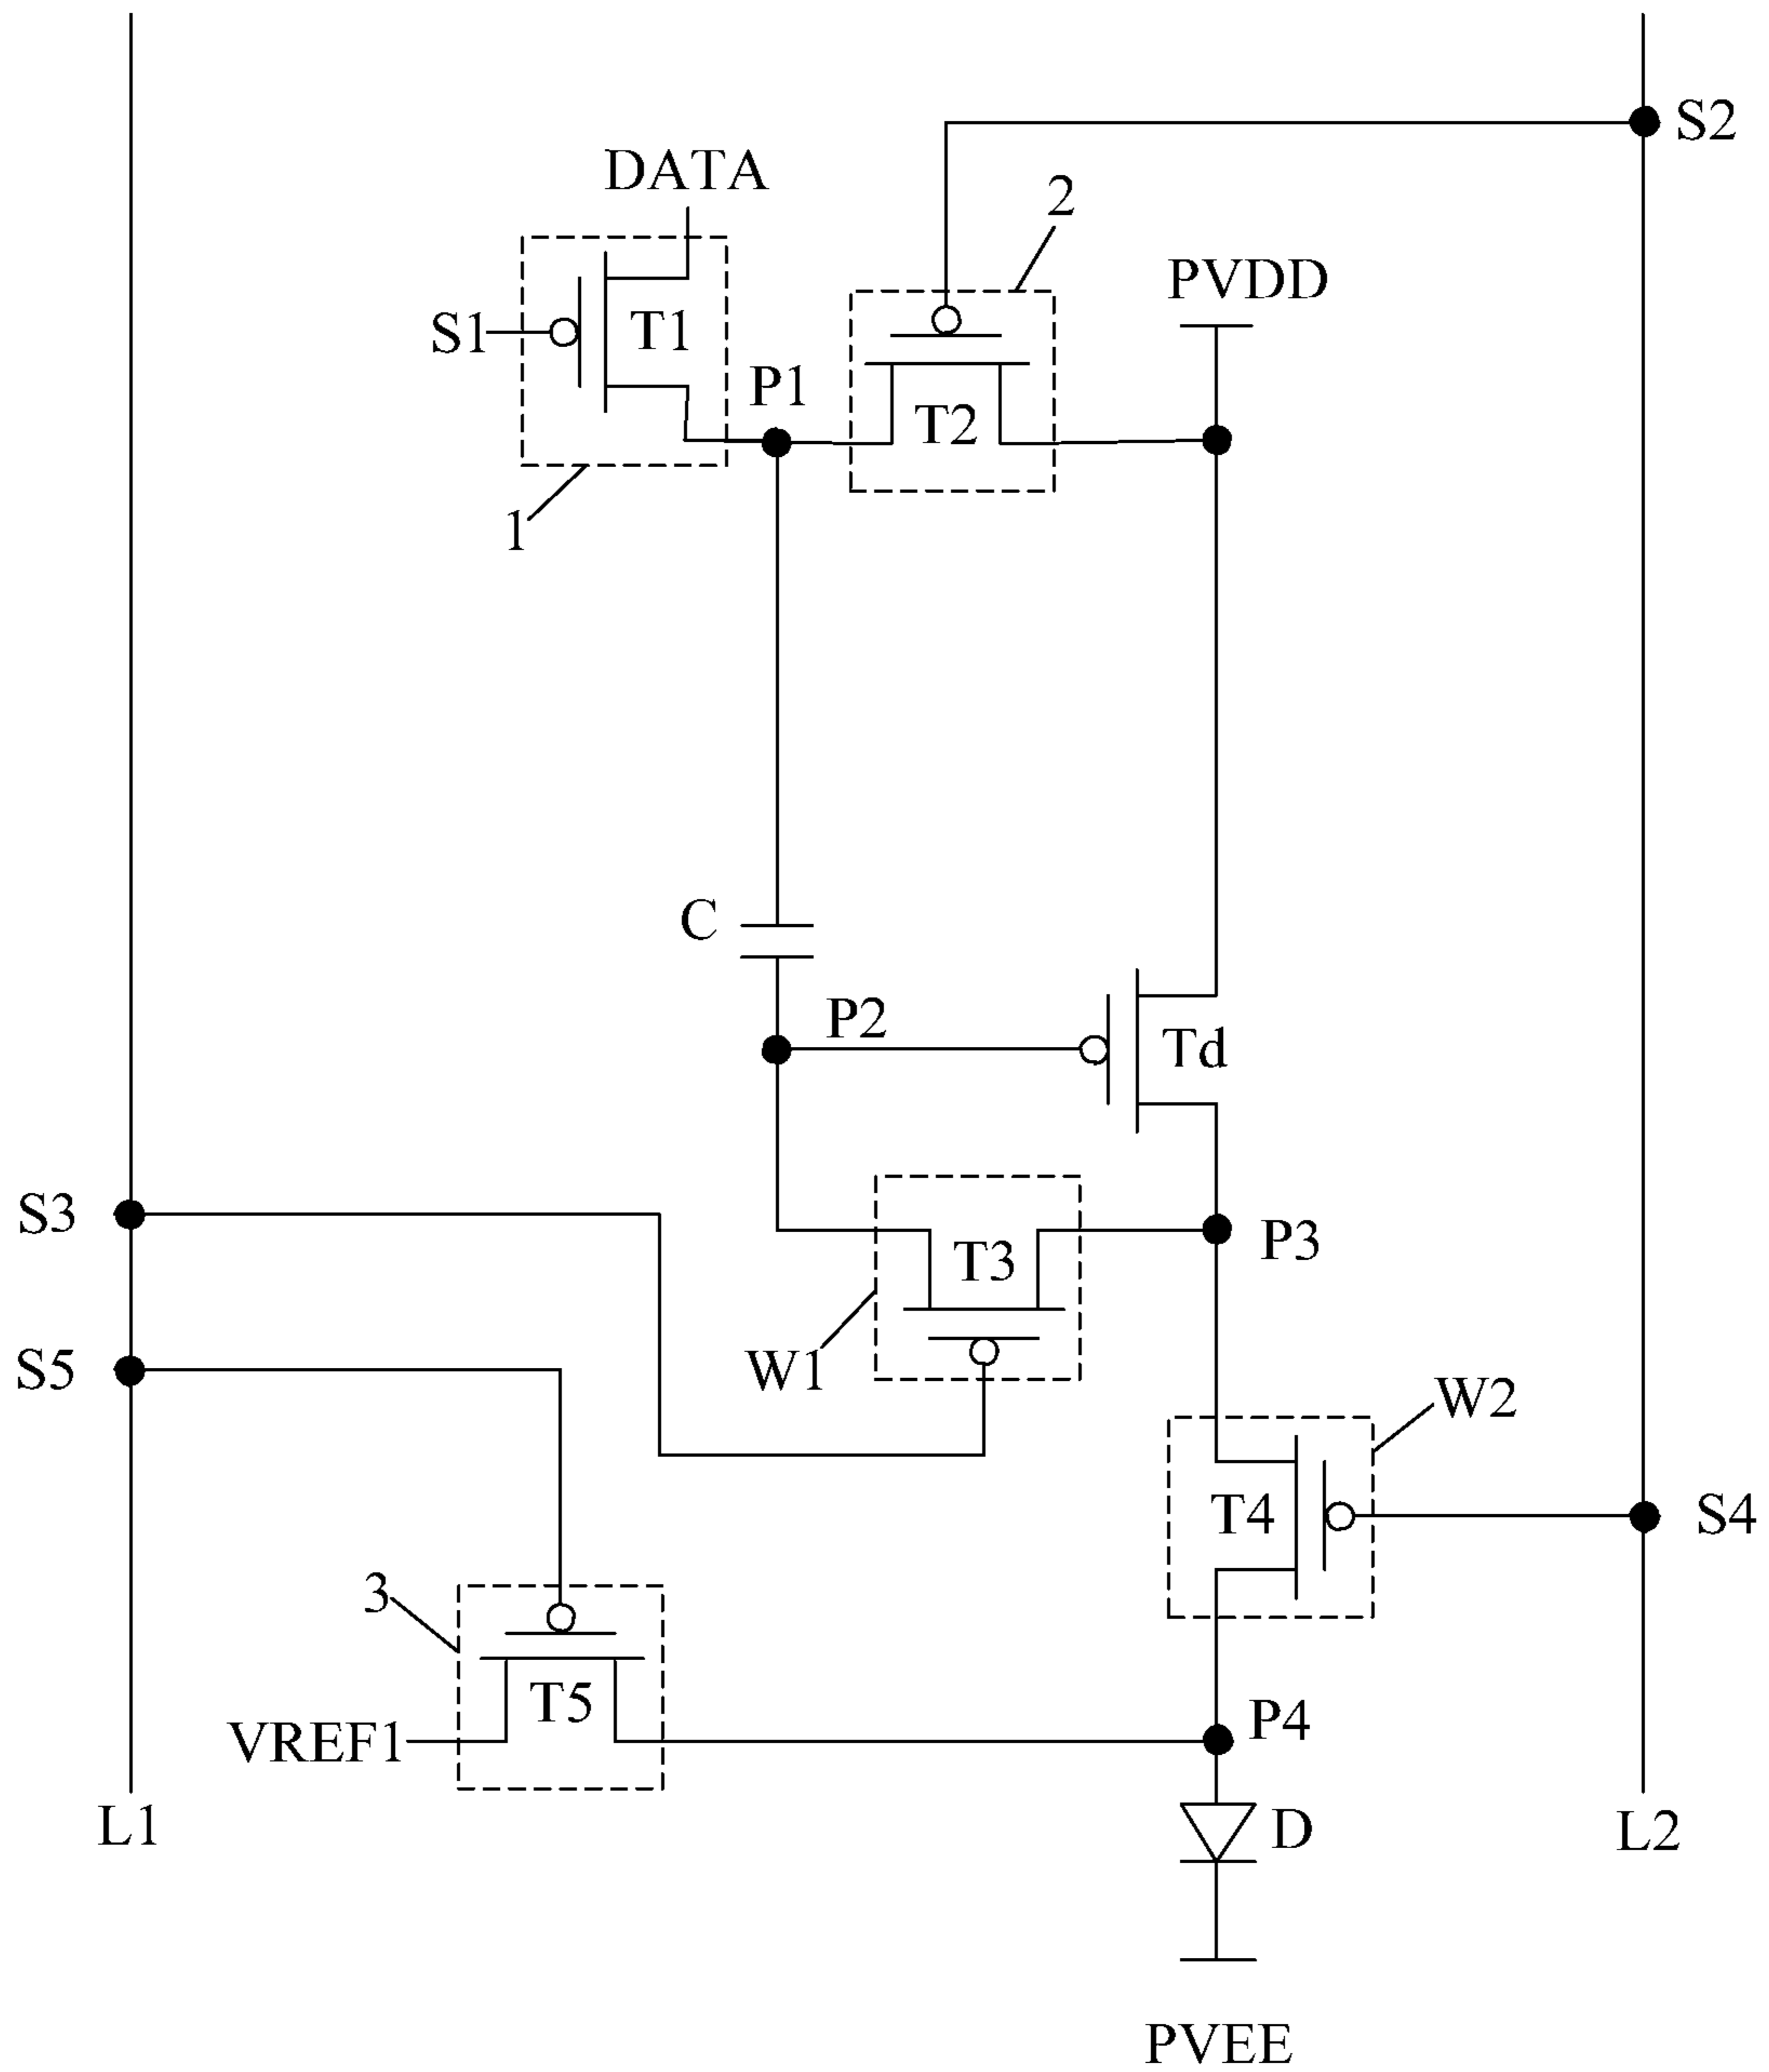 S2
DATA
2
PVDD
S1
T1
P1
T2
1
C
P2
Td
S3
P3
T3
S5
W1
W2
T4
S4
3
T5
P4
VREF1
L1
D
L2
PVEE